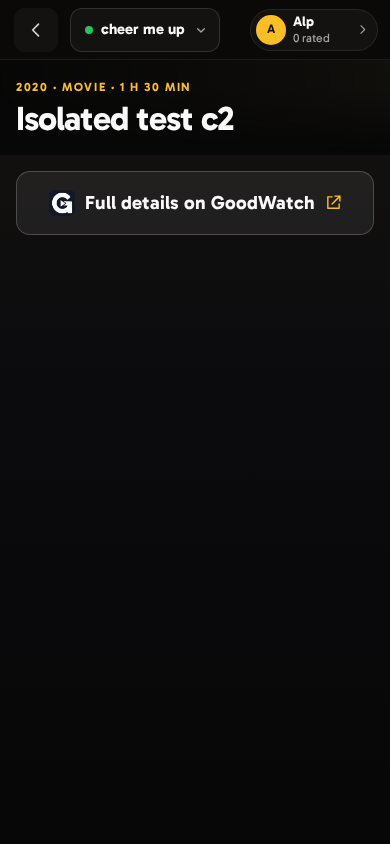 cheer me up
A
Alp
0 rated
2020 · MOVIE · 1 H 30 MIN
Isolated test c2
G
Full details on GoodWatch